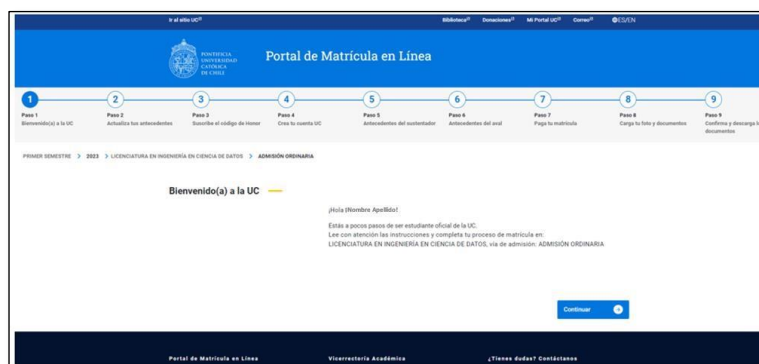 Ir al sitio UC
Biblioteca Donaciones Mi Portal UC Correo ES/EN
PONTIFICIA
UNIVERSIDAD
CATÓLICA
DE CHILE
Portal de Matrícula en Línea
1 2 3 4 5 6 7 8 9
Paso 1 Paso 2 Paso 3 Paso 4 Paso 5 Paso 6 Paso 7 Paso 8 Paso 9
Bienvenido(a) a la UC Actualiza tus antecedentes Suscribe el código de Honor Crea tu cuenta UC Antecedentes del sustentador Antecedentes del aval Paga tu matrícula Carga tu foto y documentos Confirma y descarga
documentos
PRIMER SEMESTRE > 2023 > LICENCIATURA EN INGENIERÍA EN CIENCIA DE DATOS > ADMISIÓN ORDINARIA
Bienvenido(a) a la UC
¡Hola (Nombre Apellido!
Estás a pocos pasos de ser estudiante oficial de la UC.
Lee con atención las instrucciones y completa tu proceso de matrícula en:
LICENCIATURA EN INGENIERÍA EN CIENCIA DE DATOS, vía de admisión: ADMISIÓN ORDINARIA
Continuar
Portal de Matrícula en Línea Vicerrectoría Académica ¿Tienes dudas? Contáctanos